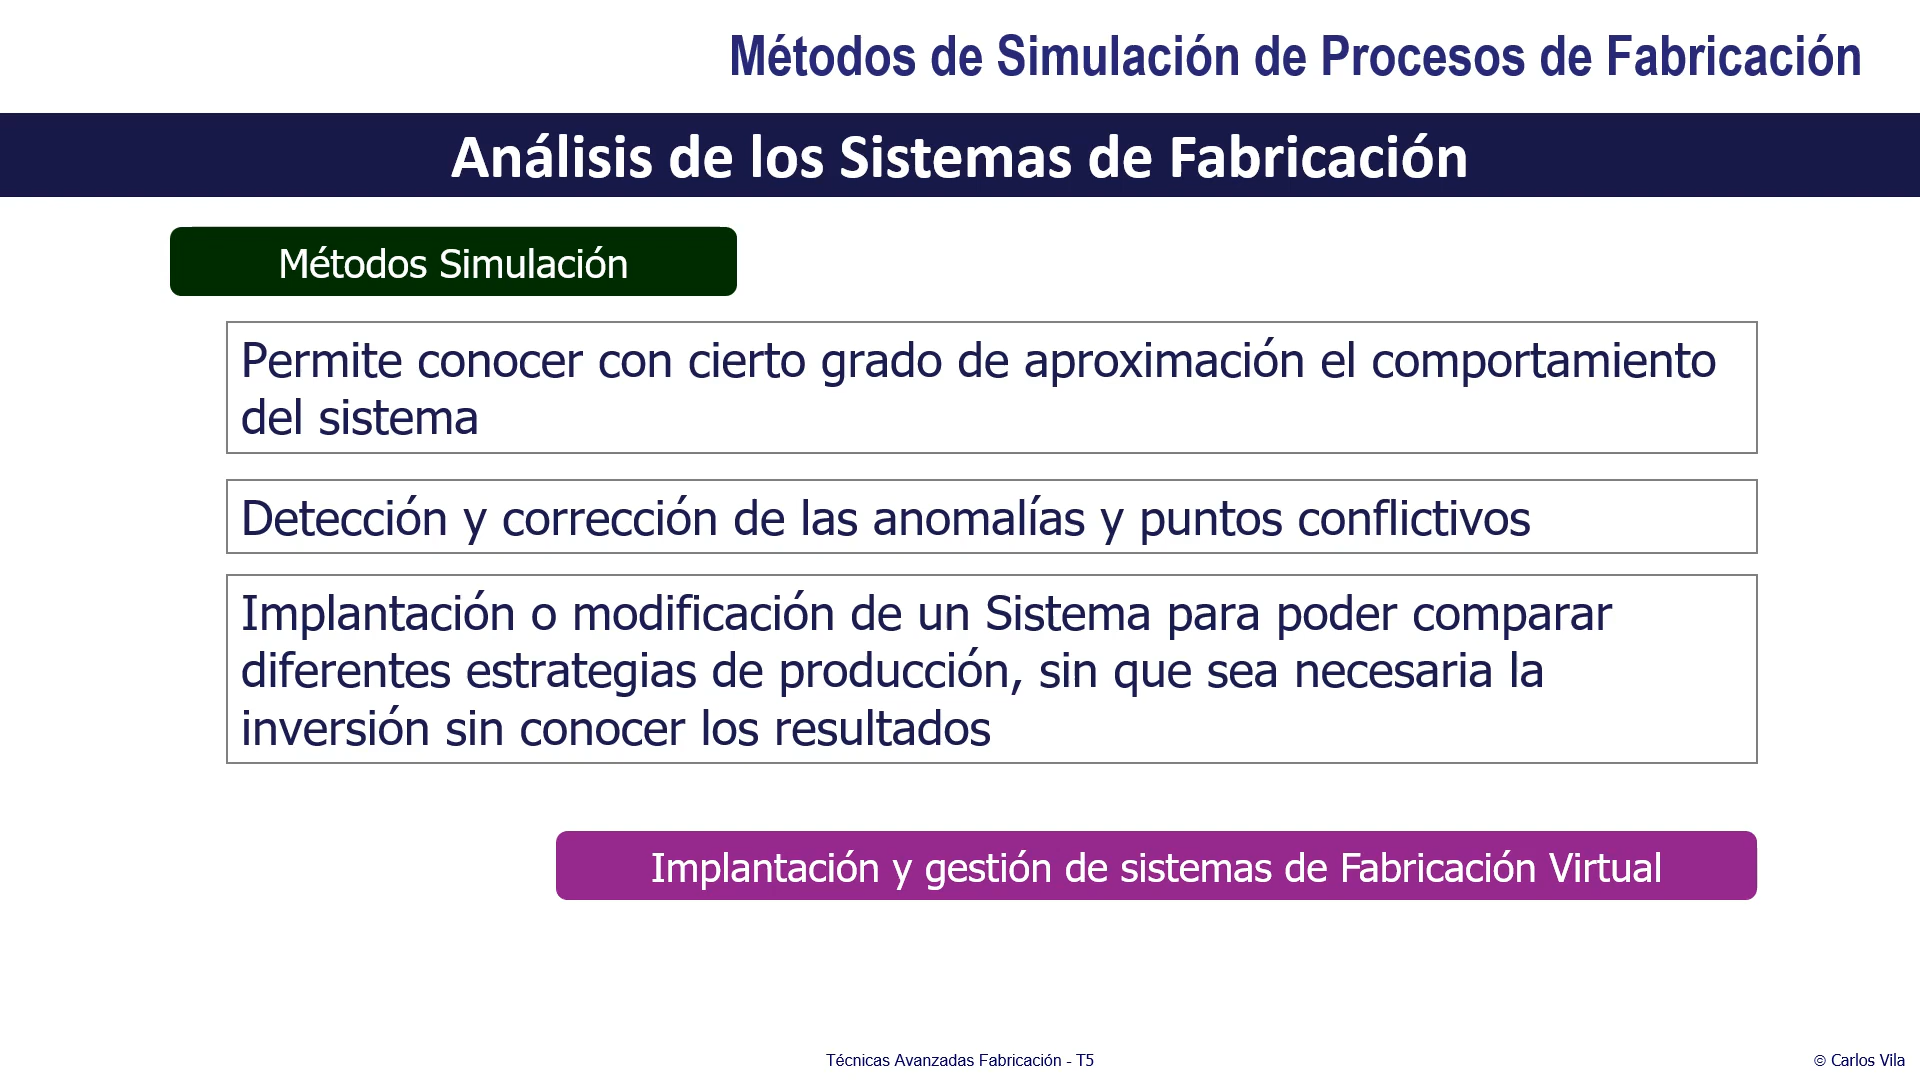 Métodos de Simulación de Procesos de Fabricación
Análisis de los Sistemas de Fabricación
Métodos Simulación
Permite conocer con cierto grado de aproximación el comportamiento
del sistema
Detección y corrección de las anomalías y puntos conflictivos
Implantación o modificación de un Sistema para poder comparar
diferentes estrategias de producción, sin que sea necesaria la
inversión sin conocer los resultados
Implantación y gestión de sistemas de Fabricación Virtual
Técnicas Avanzadas Fabricación - T5
© Carlos Vila